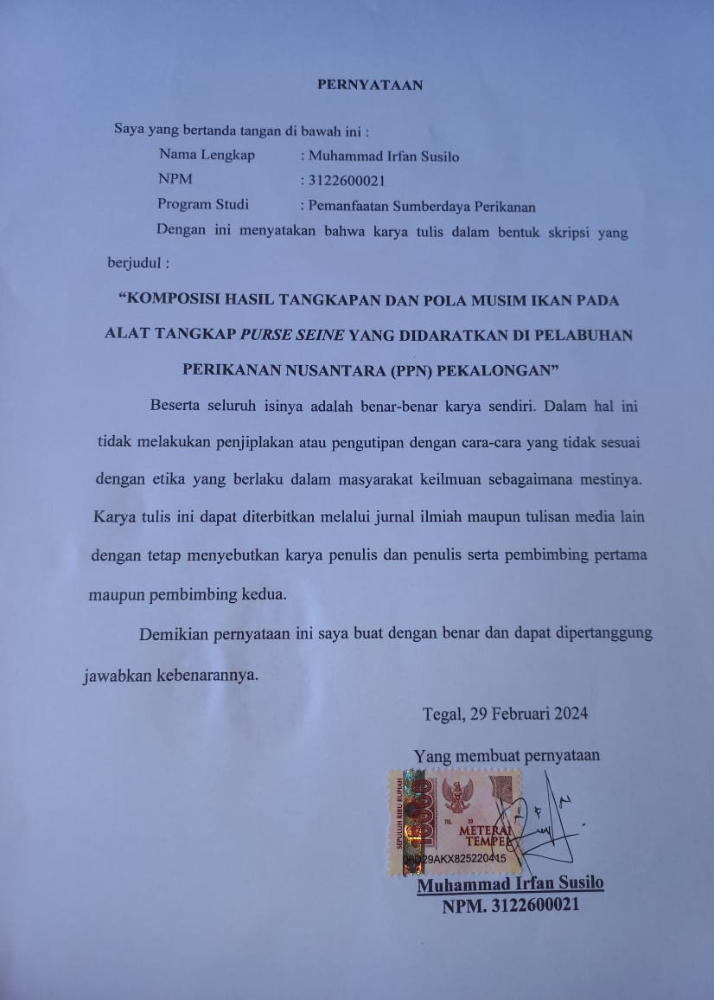 PERNYATAAN
Saya yang bertanda tangan di bawah ini :
Nama Lengkap : Muhammad Irfan Susilo
NPM : 3122600021
Program Studi : Pemanfaatan Sumberdaya Perikanan
Dengan ini menyatakan bahwa karya tulis dalam bentuk skripsi yang
berjudul :
“KOMPOSISI HASIL TANGKAPAN DAN POLA MUSIM IKAN PADA
ALAT TANGKAP PURSE SEINE YANG DIDARATKAN DI PELABUHAN
PERIKANAN NUSANTARA (PPN) PEKALONGAN”
Beserta seluruh isinya adalah benar-benar karya sendiri. Dalam hal ini
tidak melakukan penjiplakan atau pengutipan dengan cara-cara yang tidak sesuai
dengan etika yang berlaku dalam masyarakat keilmuan sebagaimana mestinya.
Karya tulis ini dapat diterbitkan melalui jurnal ilmiah maupun tulisan media lain
dengan tetap menyebutkan karya penulis dan penulis serta pembimbing pertama
maupun pembimbing kedua.
Demikian pernyataan ini saya buat dengan benar dan dapat dipertanggung
jawabkan kebenarannya.
Tegal, 29 Februari 2024
Yang membuat pernyataan
SEPULUH RIBU RUPIAH
10000
TGL. 20
METERAI
TEMPEL
29AKX825220415
Muhammad Irfan Susilo
NPM. 3122600021